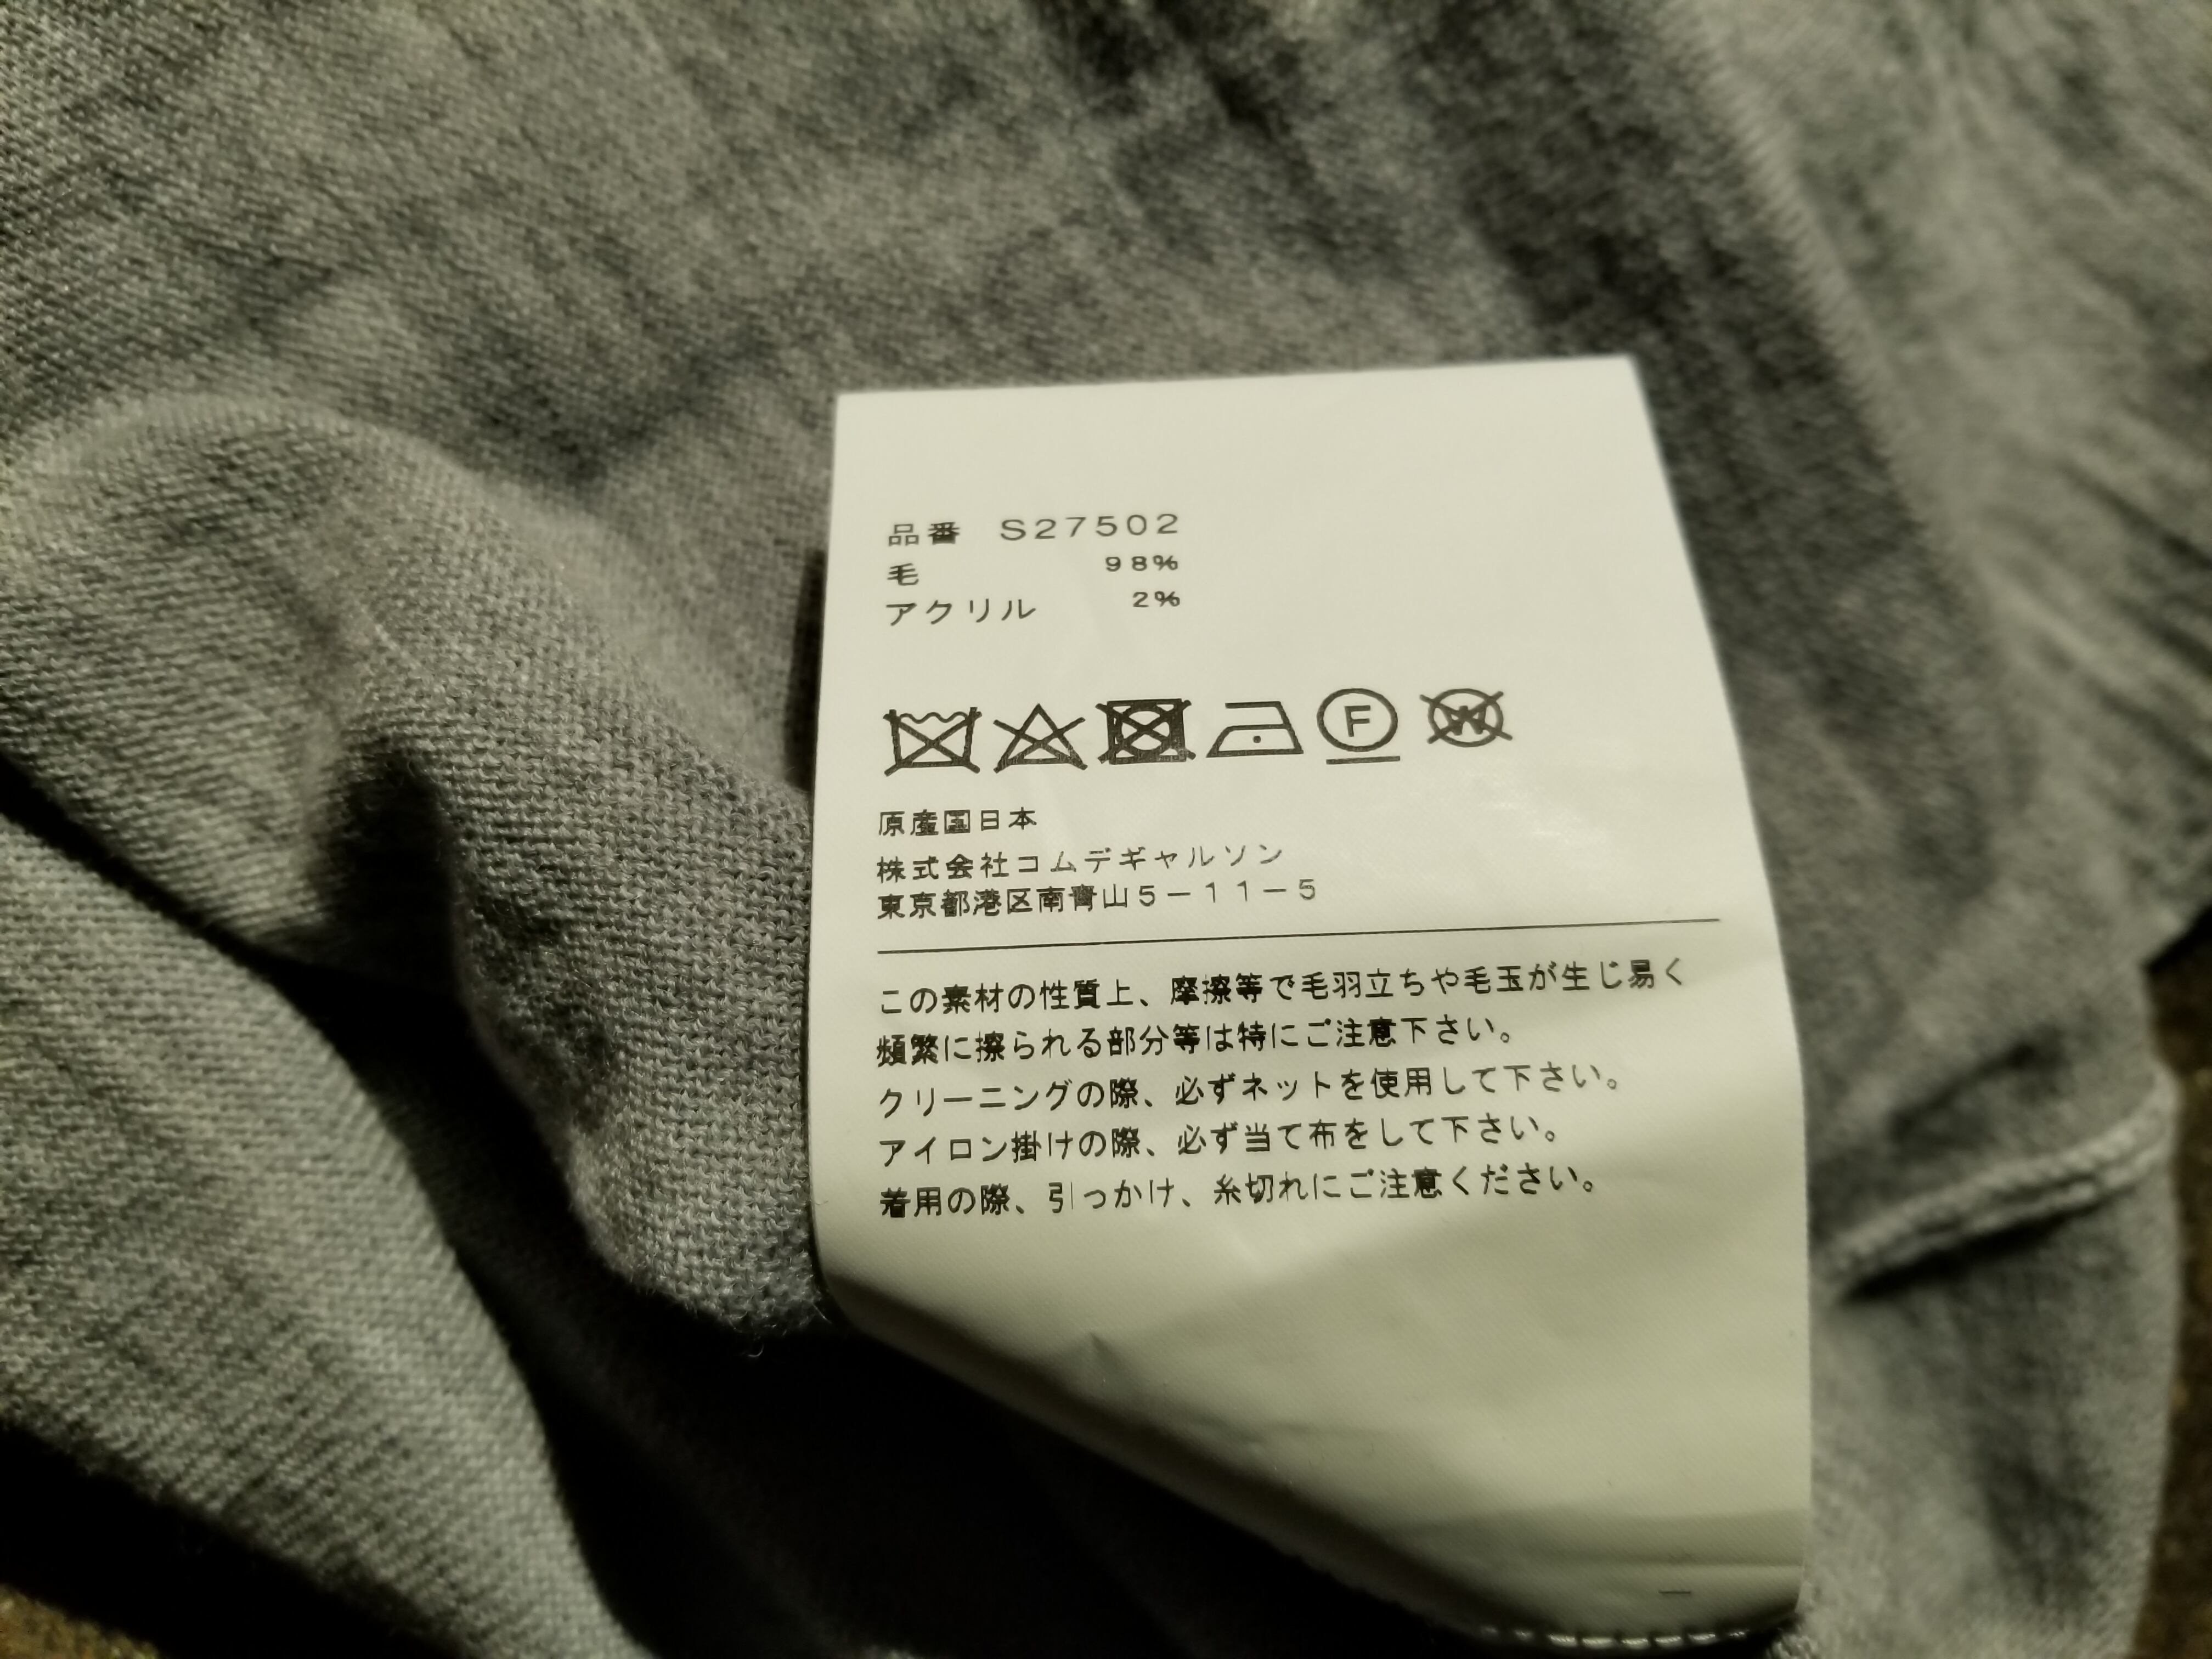 品番 S27502
毛 98%
アクリル 2%
F W
原産国日本
株式会社コムデギャルソン
東京都港区南青山5-11-5
この素材の性質上、摩擦等で毛羽立ちや毛玉が生じ易く
頻繁に擦られる部分等は特にご注意下さい。
クリーニングの際、必ずネットを使用して下さい。
アイロン掛けの際、必ず当て布をして下さい。
着用の際、引っかけ、糸切れにご注意ください。